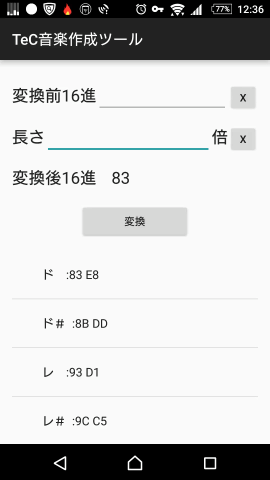 77% 12:36
TeC音楽作成ツール
変換前16進 x
長さ 倍 x
変換後16進 83
変換
ド :83 E8
ド# :8B DD
レ :93 D1
レ# :9C C5